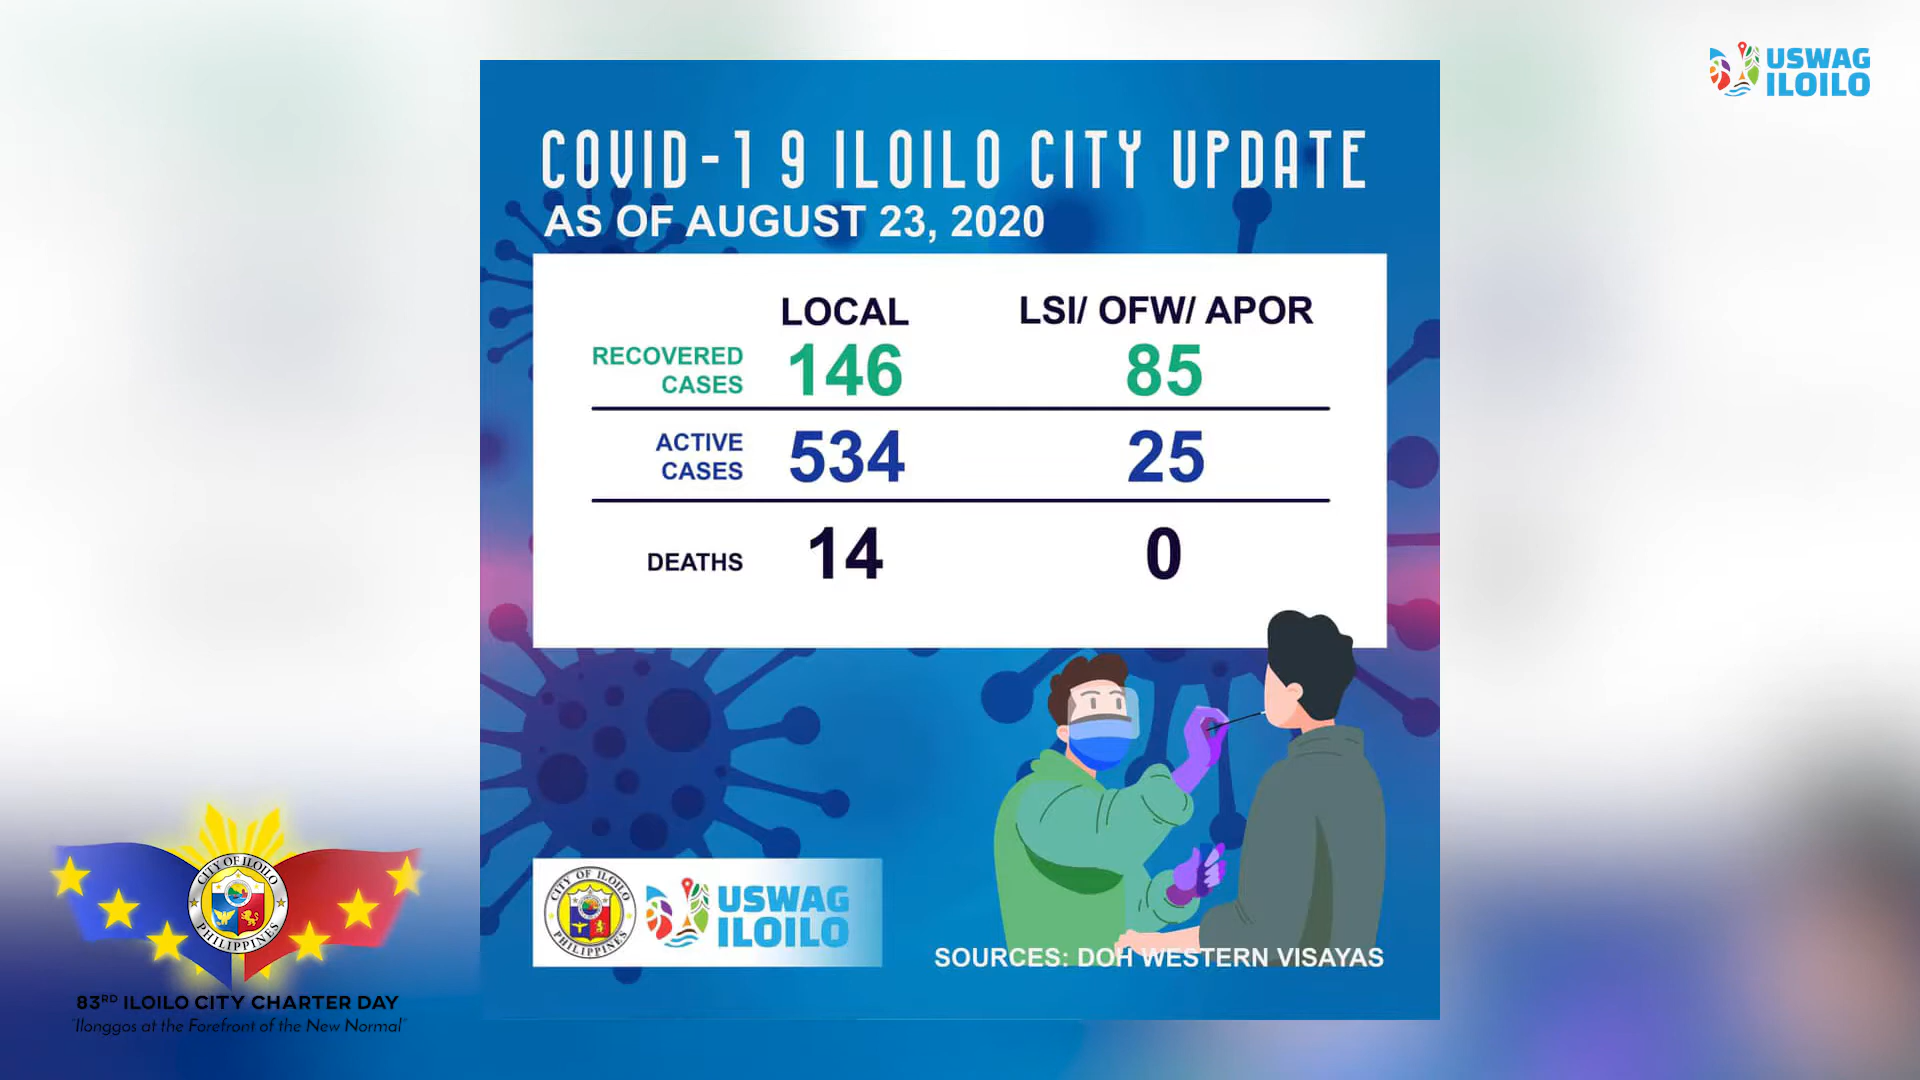 USWAG
ILOILO
COVID-19 ILOILO CITY UPDATE
AS OF AUGUST 23, 2020
LOCAL LSI/ OFW/ APOR
RECOVERED CASES 146 85
ACTIVE CASES 534 25
DEATHS 14 0
CITY OF ILOILO
PHILIPPINES
USWAG
ILOILO
SOURCES: DOH WESTERN VISAYAS
CITY OF ILOILO
PHILIPPINES
83RD ILOILO CITY CHARTER DAY
"Ilonggos at the Forefront of the New Normal"